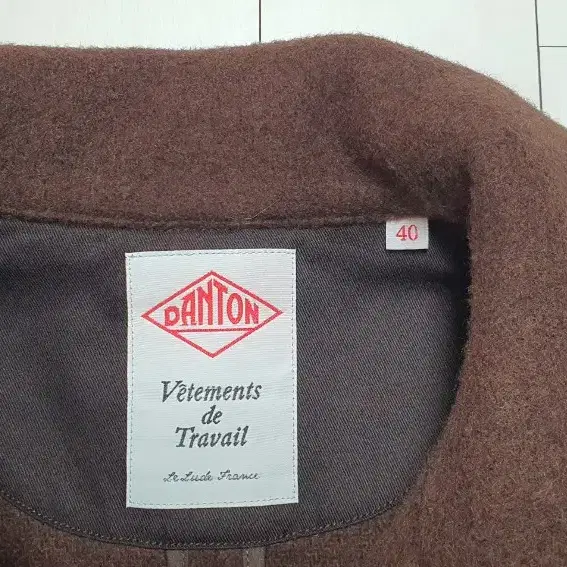 40
DANTON
Vêtements
de
Travail
Le Lude France